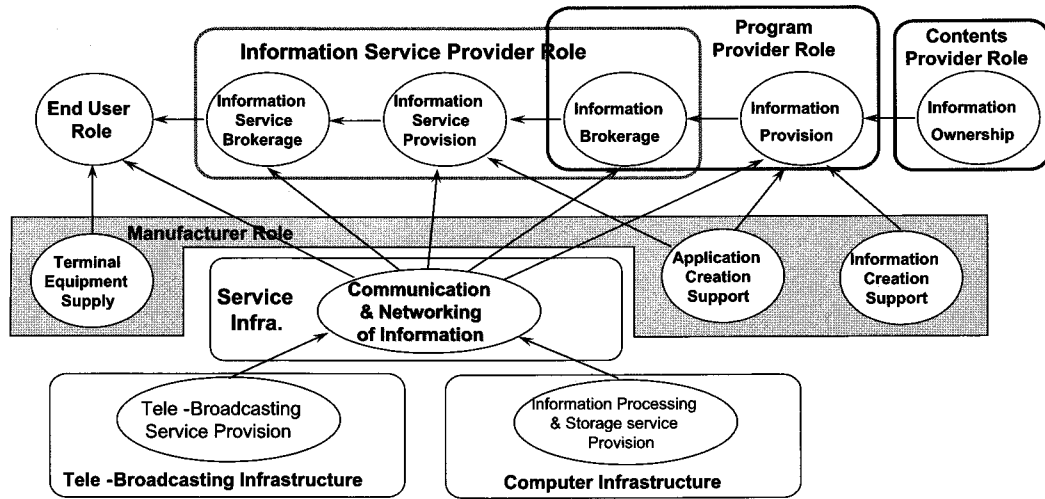 Information Service Provider Role
Program
Provider Role
Contents
Provider Role
End User
Role
Information
Service
Brokerage
Information
Service
Provision
Information
Brokerage
Information
Provision
Information
Ownership
Manufacturer Role
Terminal
Equipment
Supply
Service
Infra.
Communication
& Networking
of Information
Application
Creation
Support
Information
Creation
Support
Tele -Broadcasting
Service Provision
Tele -Broadcasting Infrastructure
Information Processing
& Storage service
Provision
Computer Infrastructure